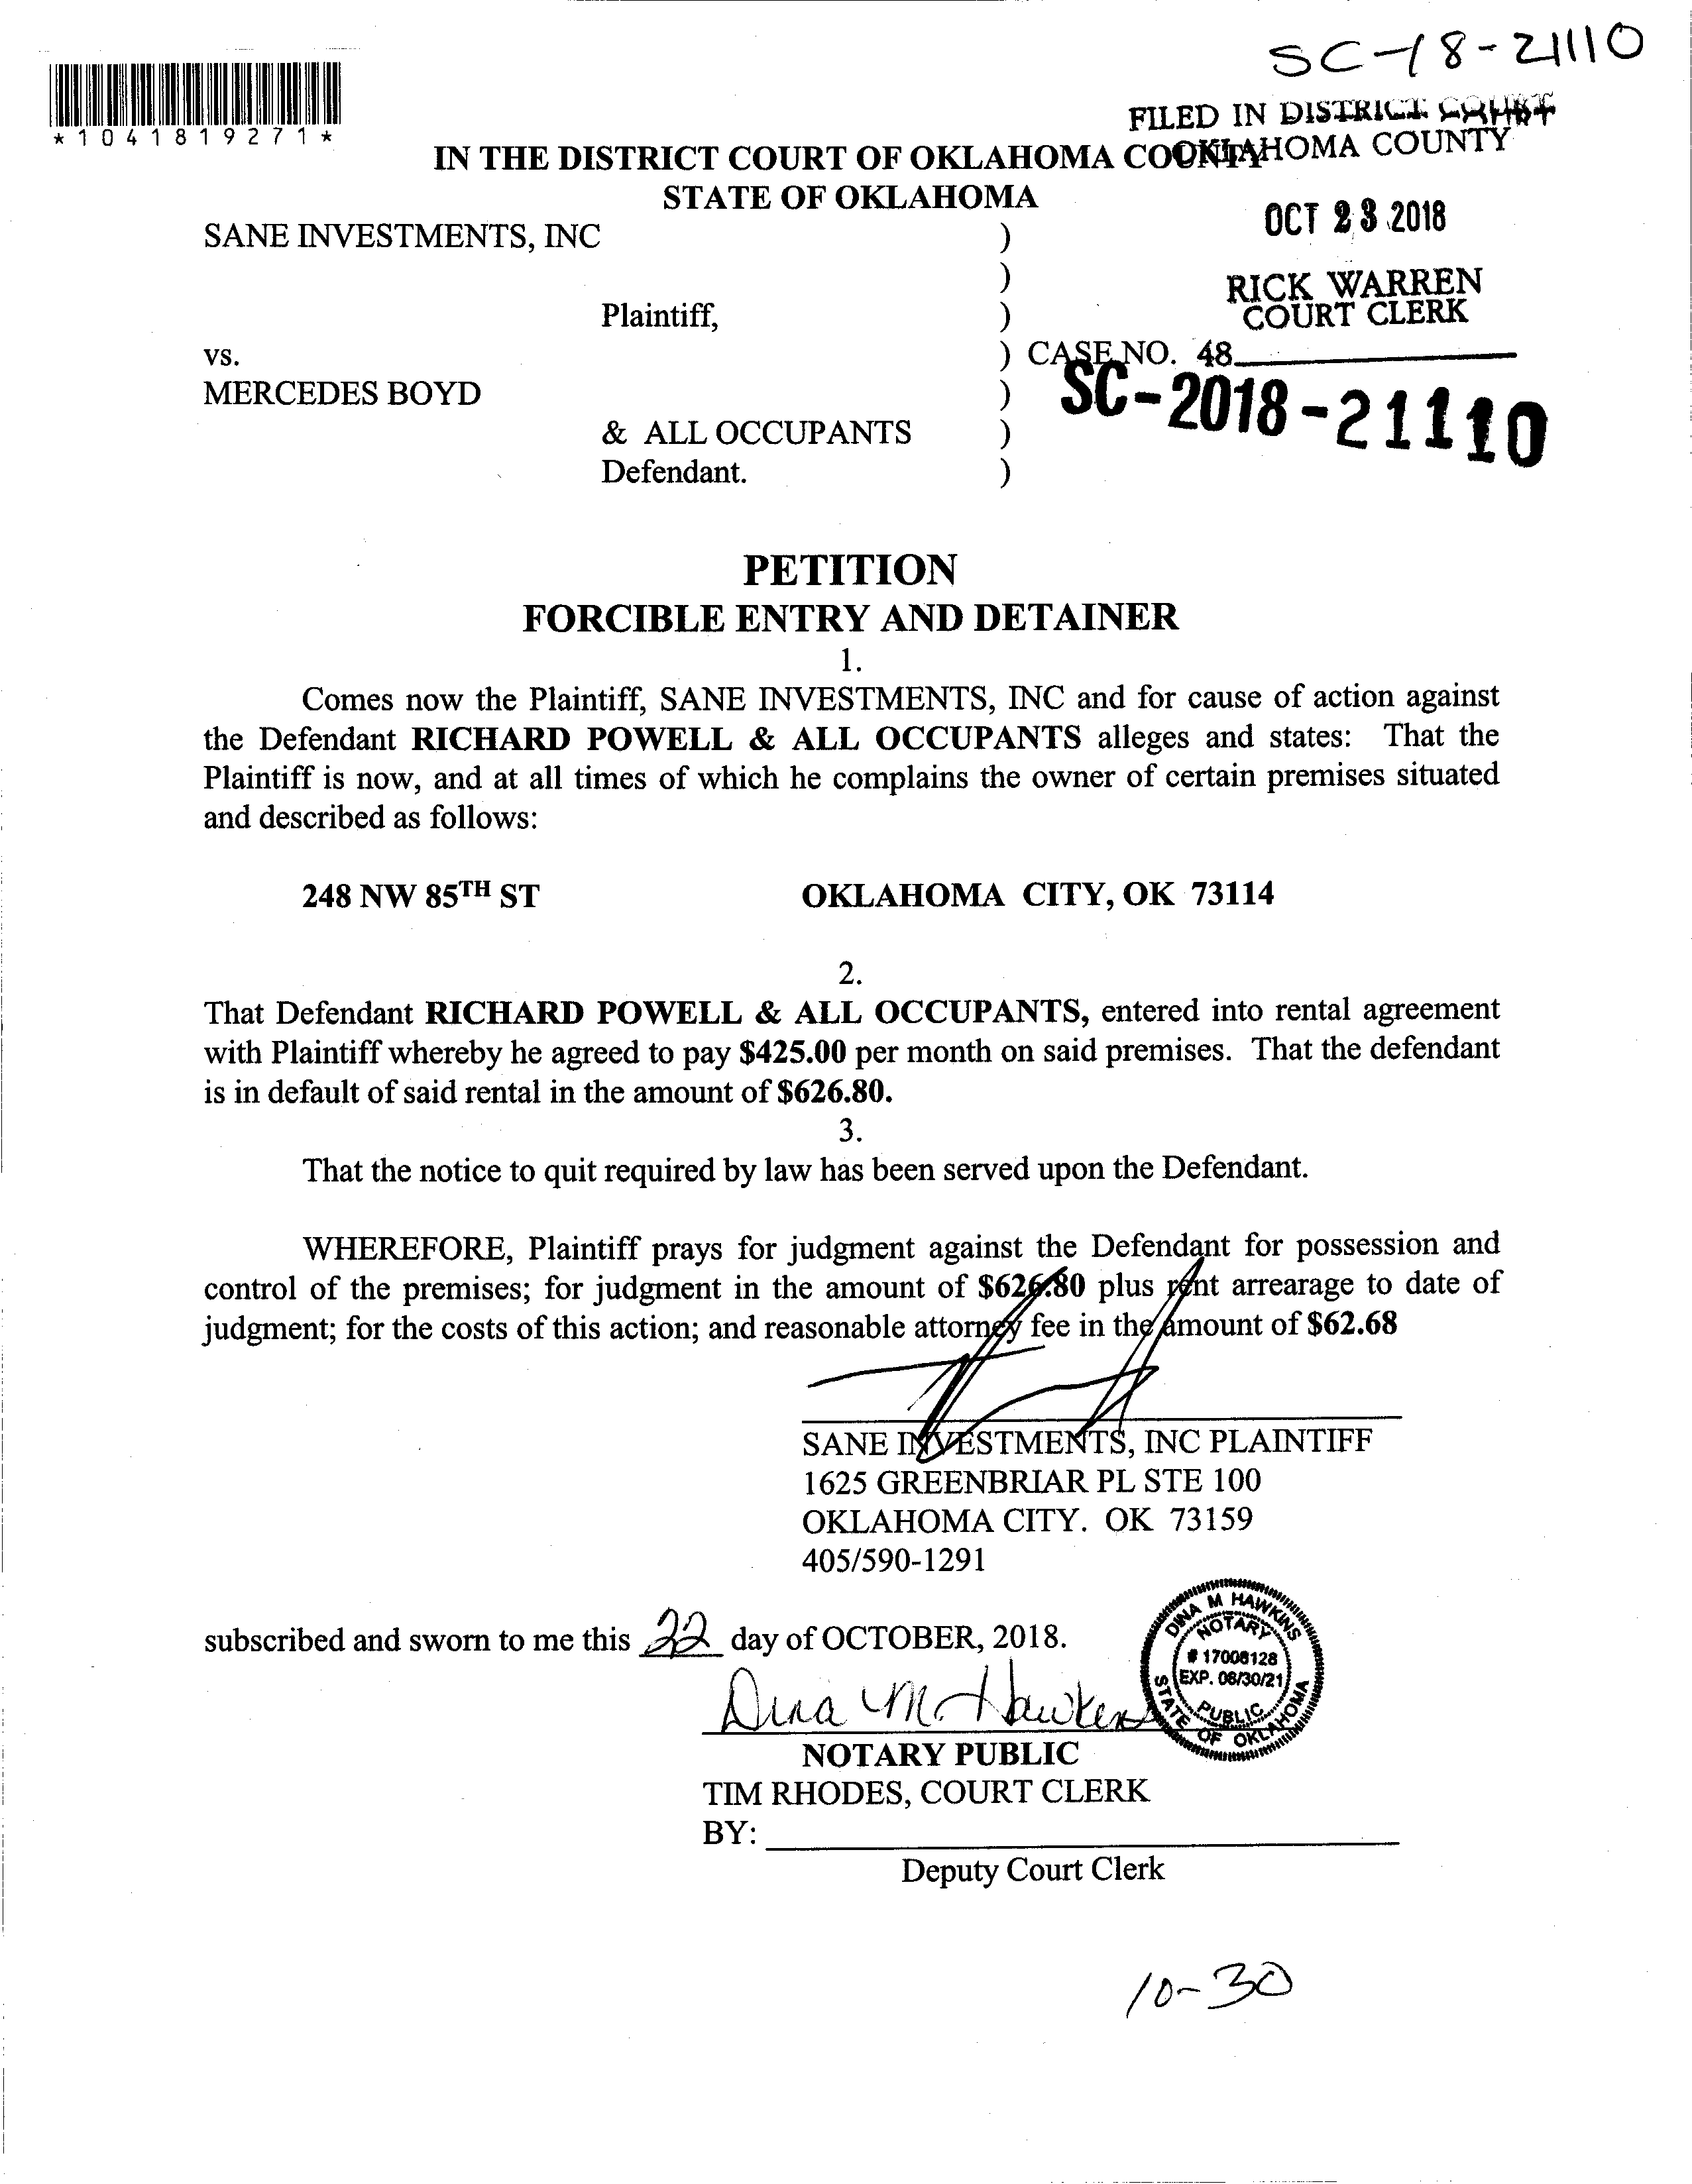 SC-18-21110
*1041819271*
FILED IN DISTRICT COURT
OKLAHOMA COUNTY
IN THE DISTRICT COURT OF OKLAHOMA COUNTY
STATE OF OKLAHOMA
OCT 23 2018
SANE INVESTMENTS, INC )
)
RICK WARREN
COURT CLERK
Plaintiff, )
vs. ) CASE NO. 48
SC-2018-21110
MERCEDES BOYD )
& ALL OCCUPANTS )
Defendant. )
PETITION
FORCIBLE ENTRY AND DETAINER
1.
Comes now the Plaintiff, SANE INVESTMENTS, INC and for cause of action against
the Defendant RICHARD POWELL & ALL OCCUPANTS alleges and states: That the
Plaintiff is now, and at all times of which he complains the owner of certain premises situated
and described as follows:
248 NW 85TH ST OKLAHOMA CITY, OK 73114
2.
That Defendant RICHARD POWELL & ALL OCCUPANTS, entered into rental agreement
with Plaintiff whereby he agreed to pay $425.00 per month on said premises. That the defendant
is in default of said rental in the amount of $626.80.
3.
That the notice to quit required by law has been served upon the Defendant.
WHEREFORE, Plaintiff prays for judgment against the Defendant for possession and
control of the premises; for judgment in the amount of $626.80 plus rent arrearage to date of
judgment; for the costs of this action; and reasonable attorney fee in the amount of $62.68
SANE INVESTMENTS, INC PLAINTIFF
1625 GREENBRIAR PL STE 100
OKLAHOMA CITY. OK 73159
405/590-1291
subscribed and sworn to me this 22 day of OCTOBER, 2018.
DINA M HAWKINS
NOTARY
# 17008128
EXP. 08/30/21
PUBLIC
STATE OF OKLAHOMA
Dina M. Hawkins
NOTARY PUBLIC
TIM RHODES, COURT CLERK
BY:
Deputy Court Clerk
10-30